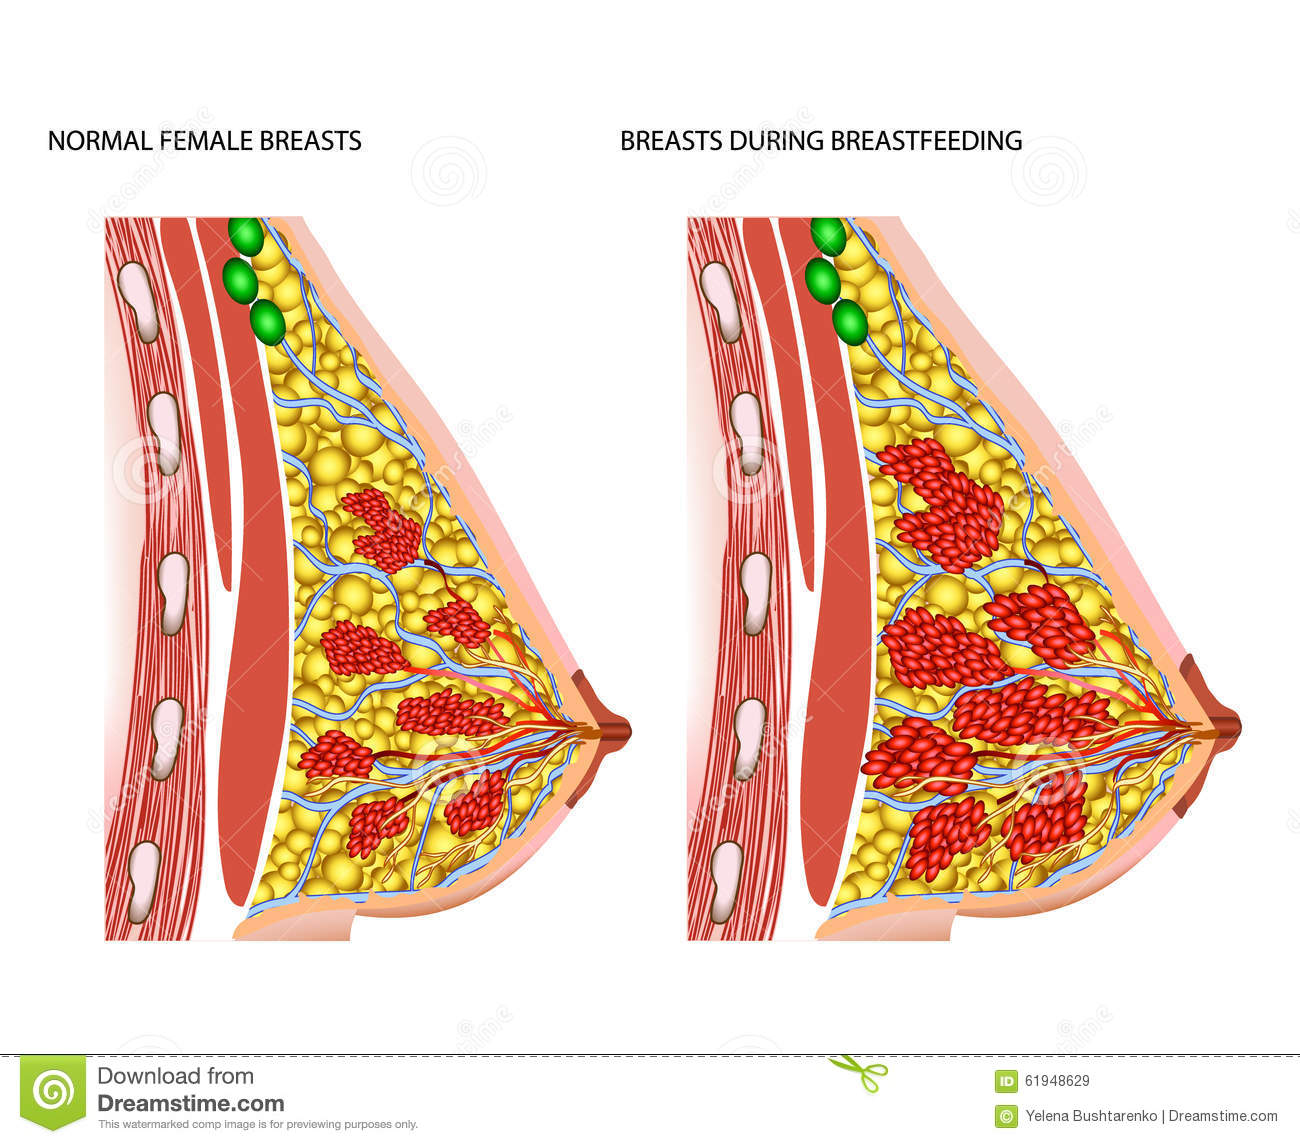 NORMAL FEMALE BREASTS
BREASTS DURING BREASTFEEDING
dreamstime
Download from
Dreamstime.com
This watermarked comp image is for previewing purposes only.
ID 61948629
© Yelena Bushtarenko | Dreamstime.com